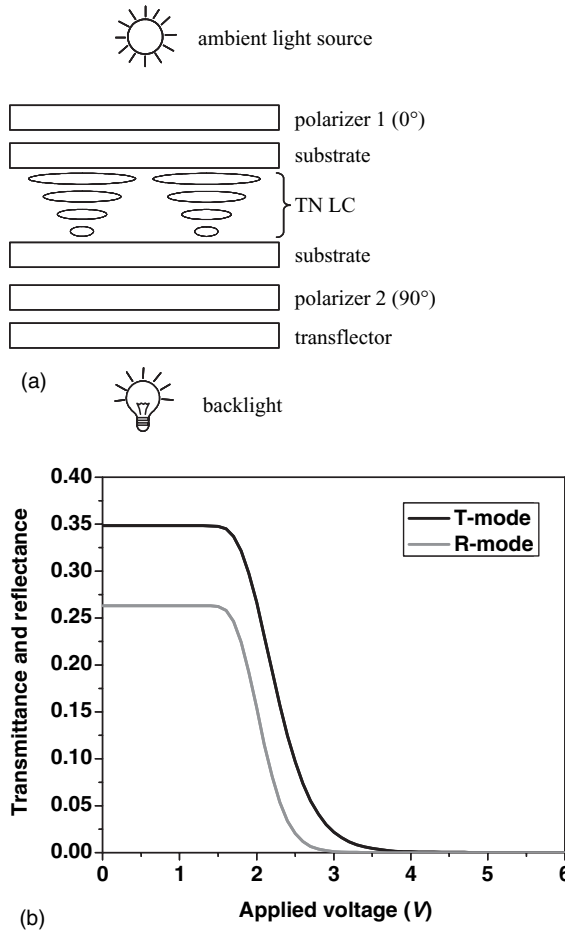 ambient light source
polarizer 1 (0°)
substrate
TN LC
substrate
polarizer 2 (90°)
transflector
(a)
backlight
0.40
0.35
0.30
0.25
0.20
0.15
0.10
0.05
0.00
Transmittance and reflectance
T-mode
R-mode
0 1 2 3 4 5 6
Applied voltage (V)
(b)